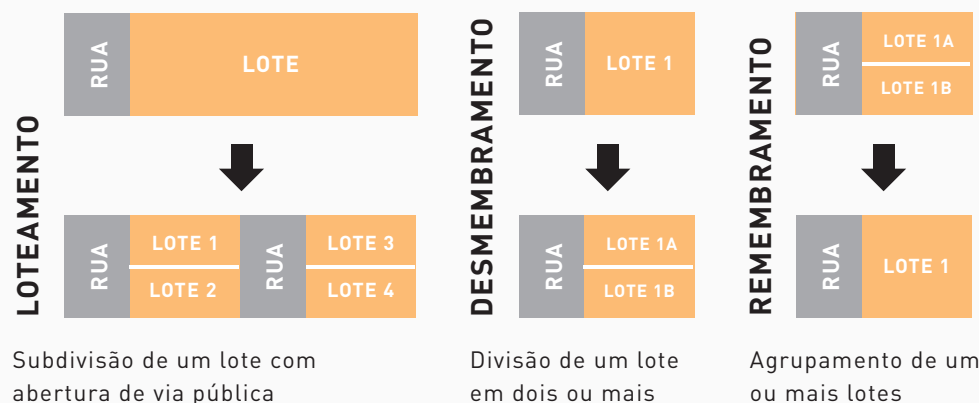 LOTEAMENTO
RUA
LOTE
RUA
LOTE 1
LOTE 2
RUA
LOTE 3
LOTE 4
Subdivisão de um lote com
abertura de via pública
DESMEMBRAMENTO
RUA
LOTE 1
RUA
LOTE 1A
LOTE 1B
Divisão de um lote
em dois ou mais
REMEMBRAMENTO
RUA
LOTE 1A
LOTE 1B
RUA
LOTE 1
Agrupamento de um
ou mais lotes